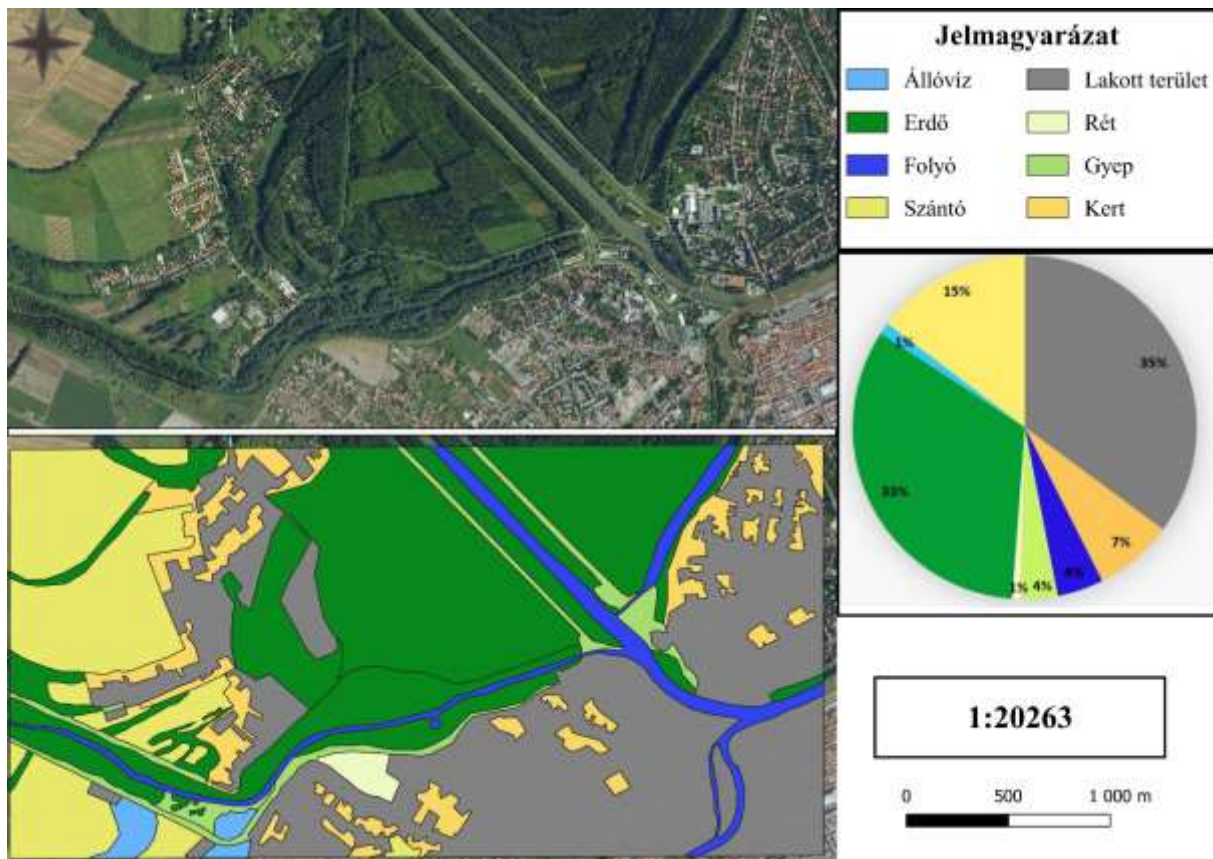 Jelmagyarázat
Állóvíz
Lakott terület
Erdő
Rét
Folyó
Gyep
Szántó
Kert
15%
1%
35%
33%
7%
1%
4%
1:20263
0 500 1 000 m